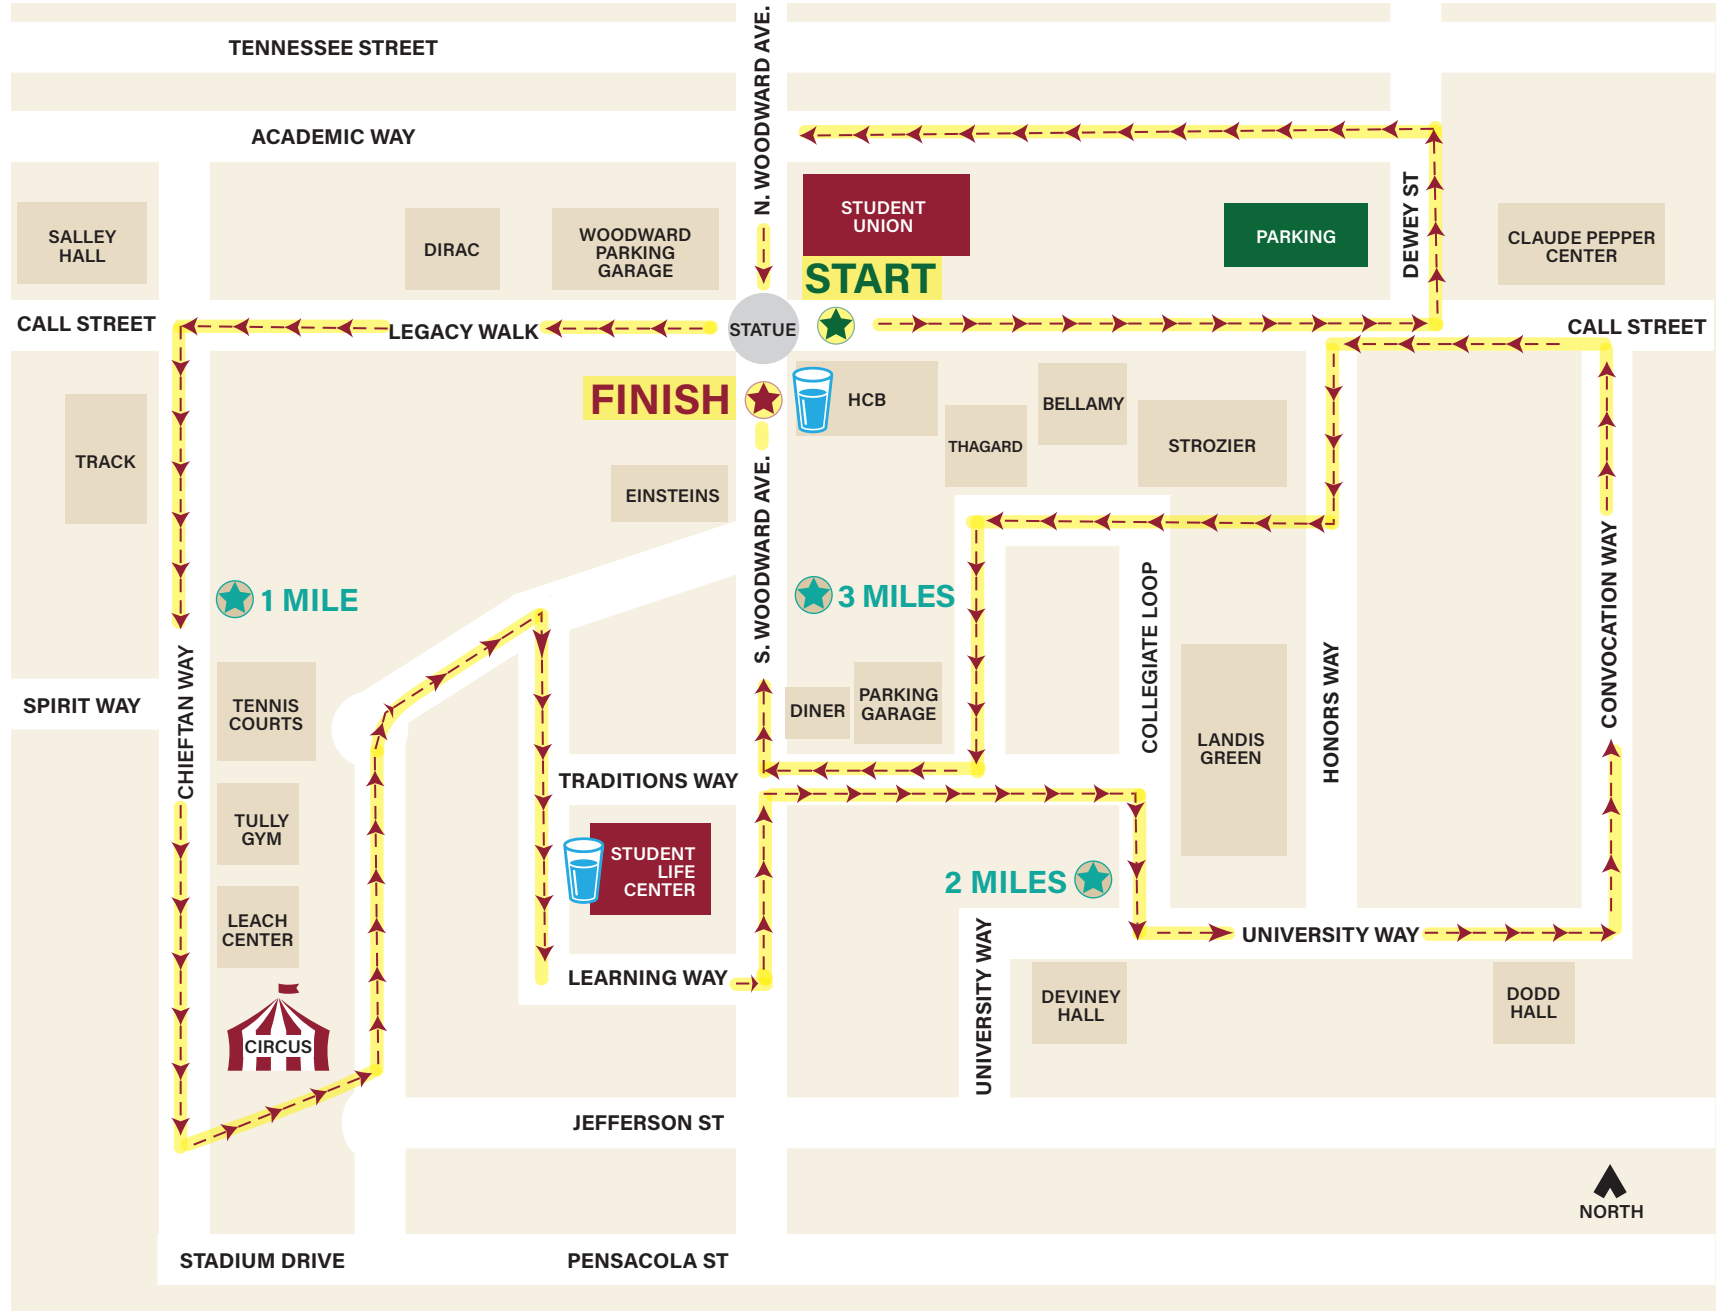 TENNESSEE STREET
N. WOODWARD AVE.
ACADEMIC WAY
SALLEY
HALL
DIRAC
WOODWARD
PARKING
GARAGE
STUDENT
UNION
PARKING
DEWEY ST
CLAUDE PEPPER
CENTER
START
CALL STREET
LEGACY WALK
STATUE
CALL STREET
FINISH
HCB
BELLAMY
THAGARD
STROZIER
TRACK
EINSTEINS
S. WOODWARD AVE.
1 MILE
3 MILES
COLLEGIATE LOOP
HONORS WAY
CONVOCATION WAY
SPIRIT WAY
CHIEFTAN WAY
TENNIS
COURTS
DINER
PARKING
GARAGE
LANDIS
GREEN
TRADITIONS WAY
TULLY
GYM
STUDENT
LIFE
CENTER
2 MILES
LEACH
CENTER
UNIVERSITY WAY
UNIVERSITY WAY
LEARNING WAY
DEVINEY
HALL
DODD
HALL
CIRCUS
JEFFERSON ST
NORTH
STADIUM DRIVE
PENSACOLA ST